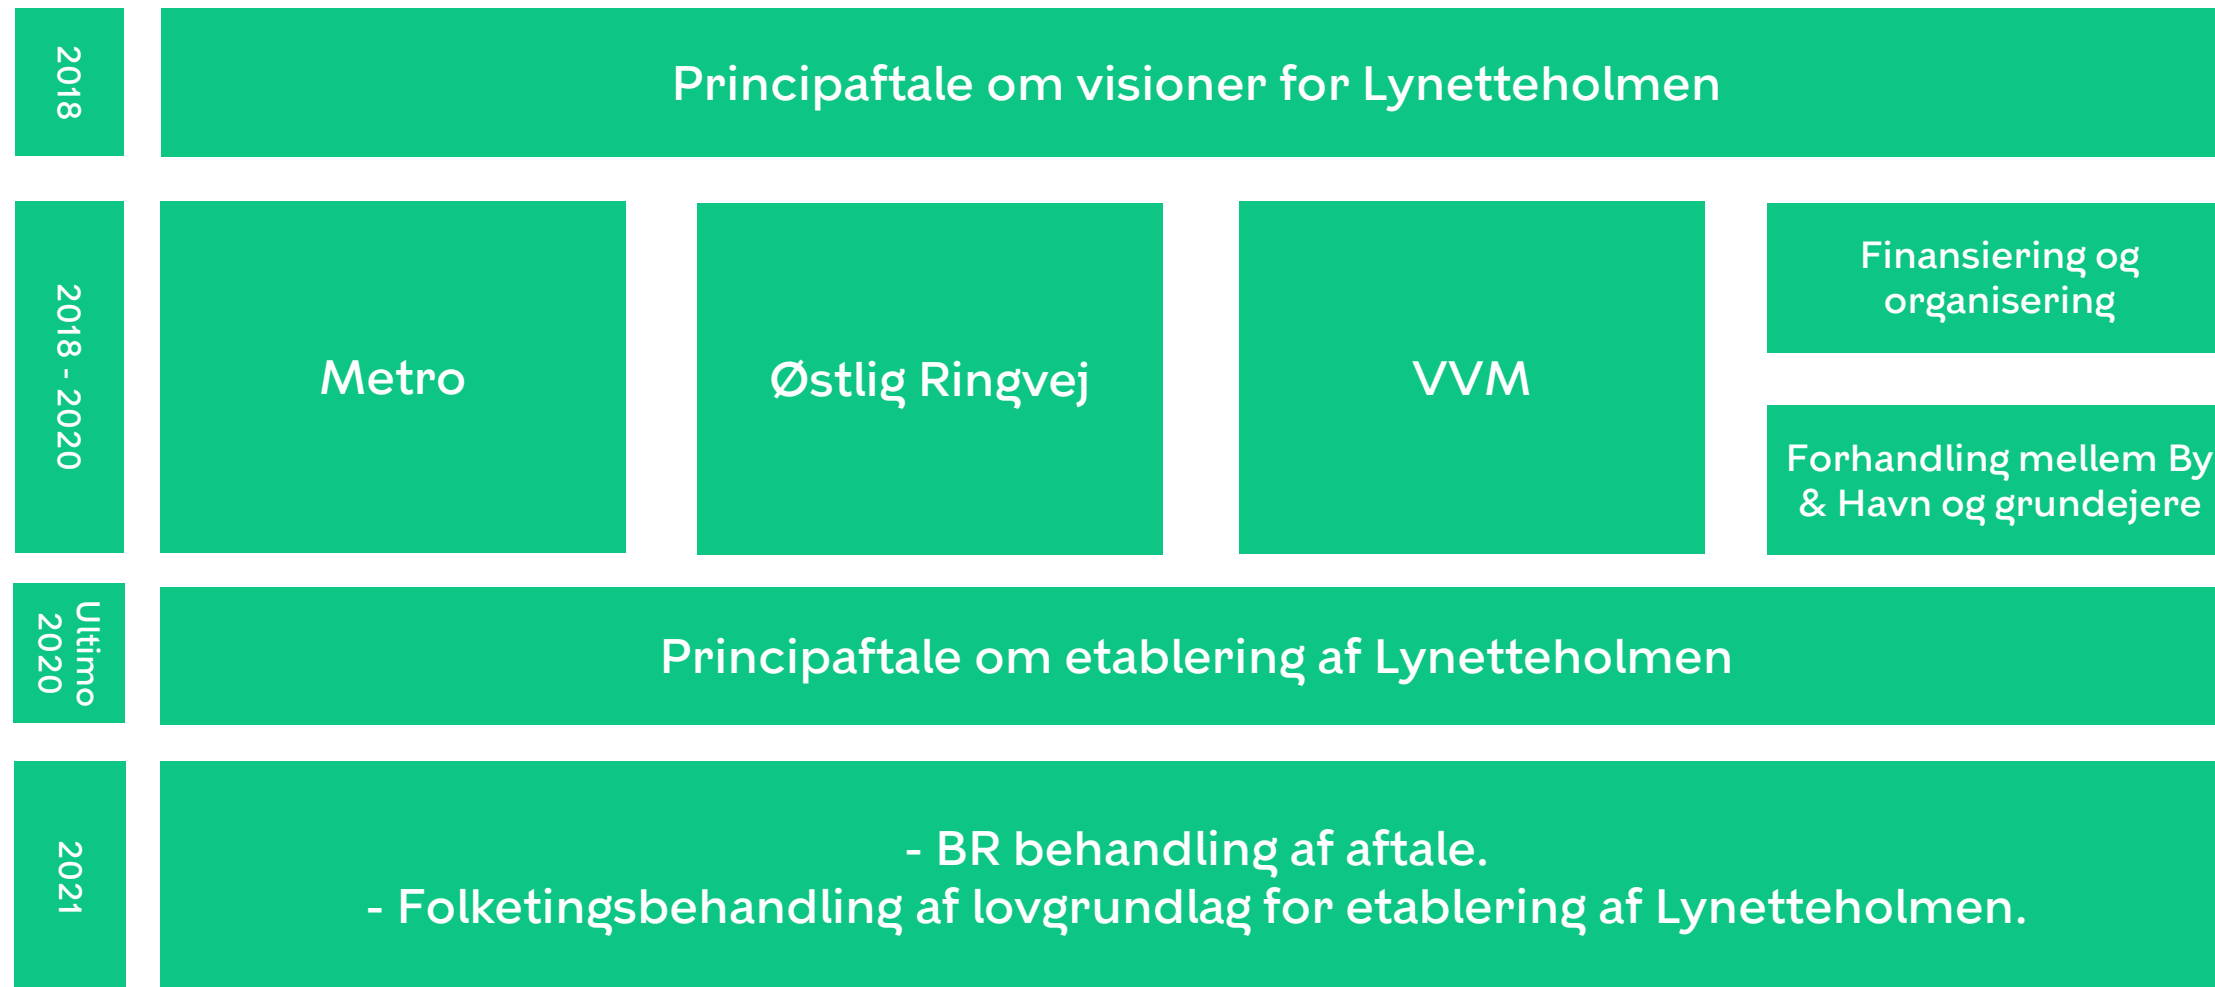 2018
Principaftale om visioner for Lynetteholmen
2018 - 2020
Metro
Østlig Ringvej
VVM
Finansiering og
organisering
Forhandling mellem By
& Havn og grundejere
Ultimo
2020
Principaftale om etablering af Lynetteholmen
2021
- BR behandling af aftale.
- Folketingsbehandling af lovgrundlag for etablering af Lynetteholmen.